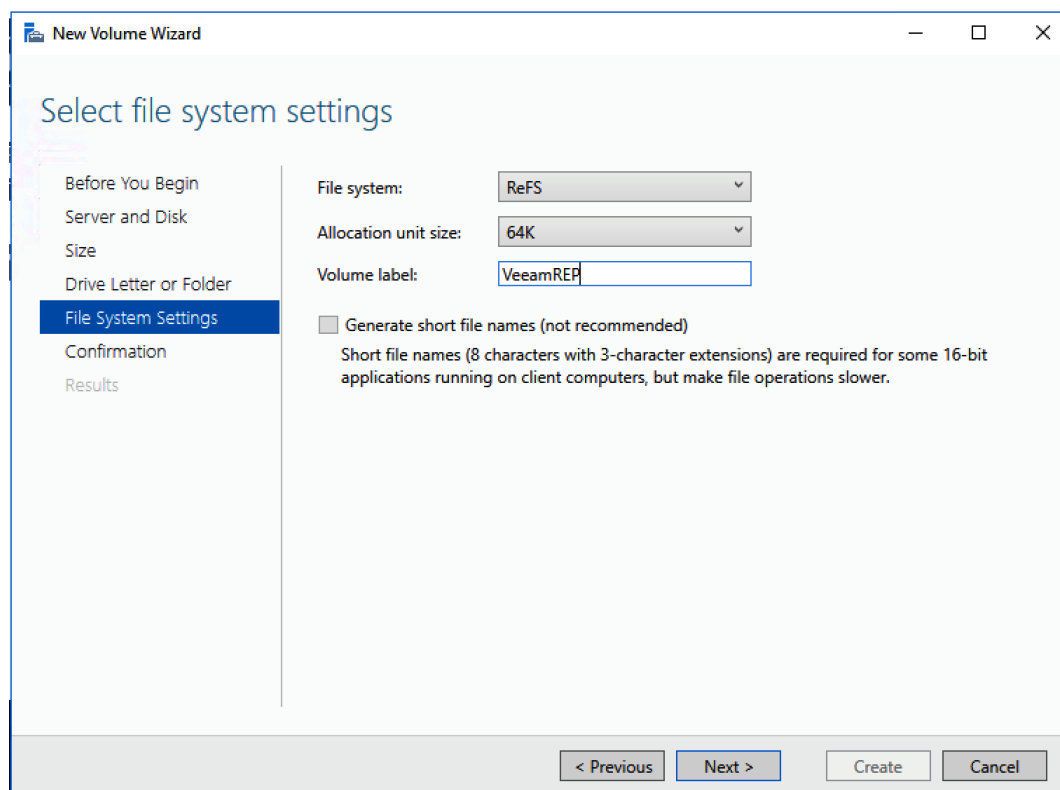 New Volume Wizard
Select file system settings
Before You Begin
Server and Disk
Size
Drive Letter or Folder
File System Settings
Confirmation
Results
File system:
ReFS
Allocation unit size:
64K
Volume label:
VeeamREP
Generate short file names (not recommended)
Short file names (8 characters with 3-character extensions) are required for some 16-bit
applications running on client computers, but make file operations slower.
< Previous
Next >
Create
Cancel